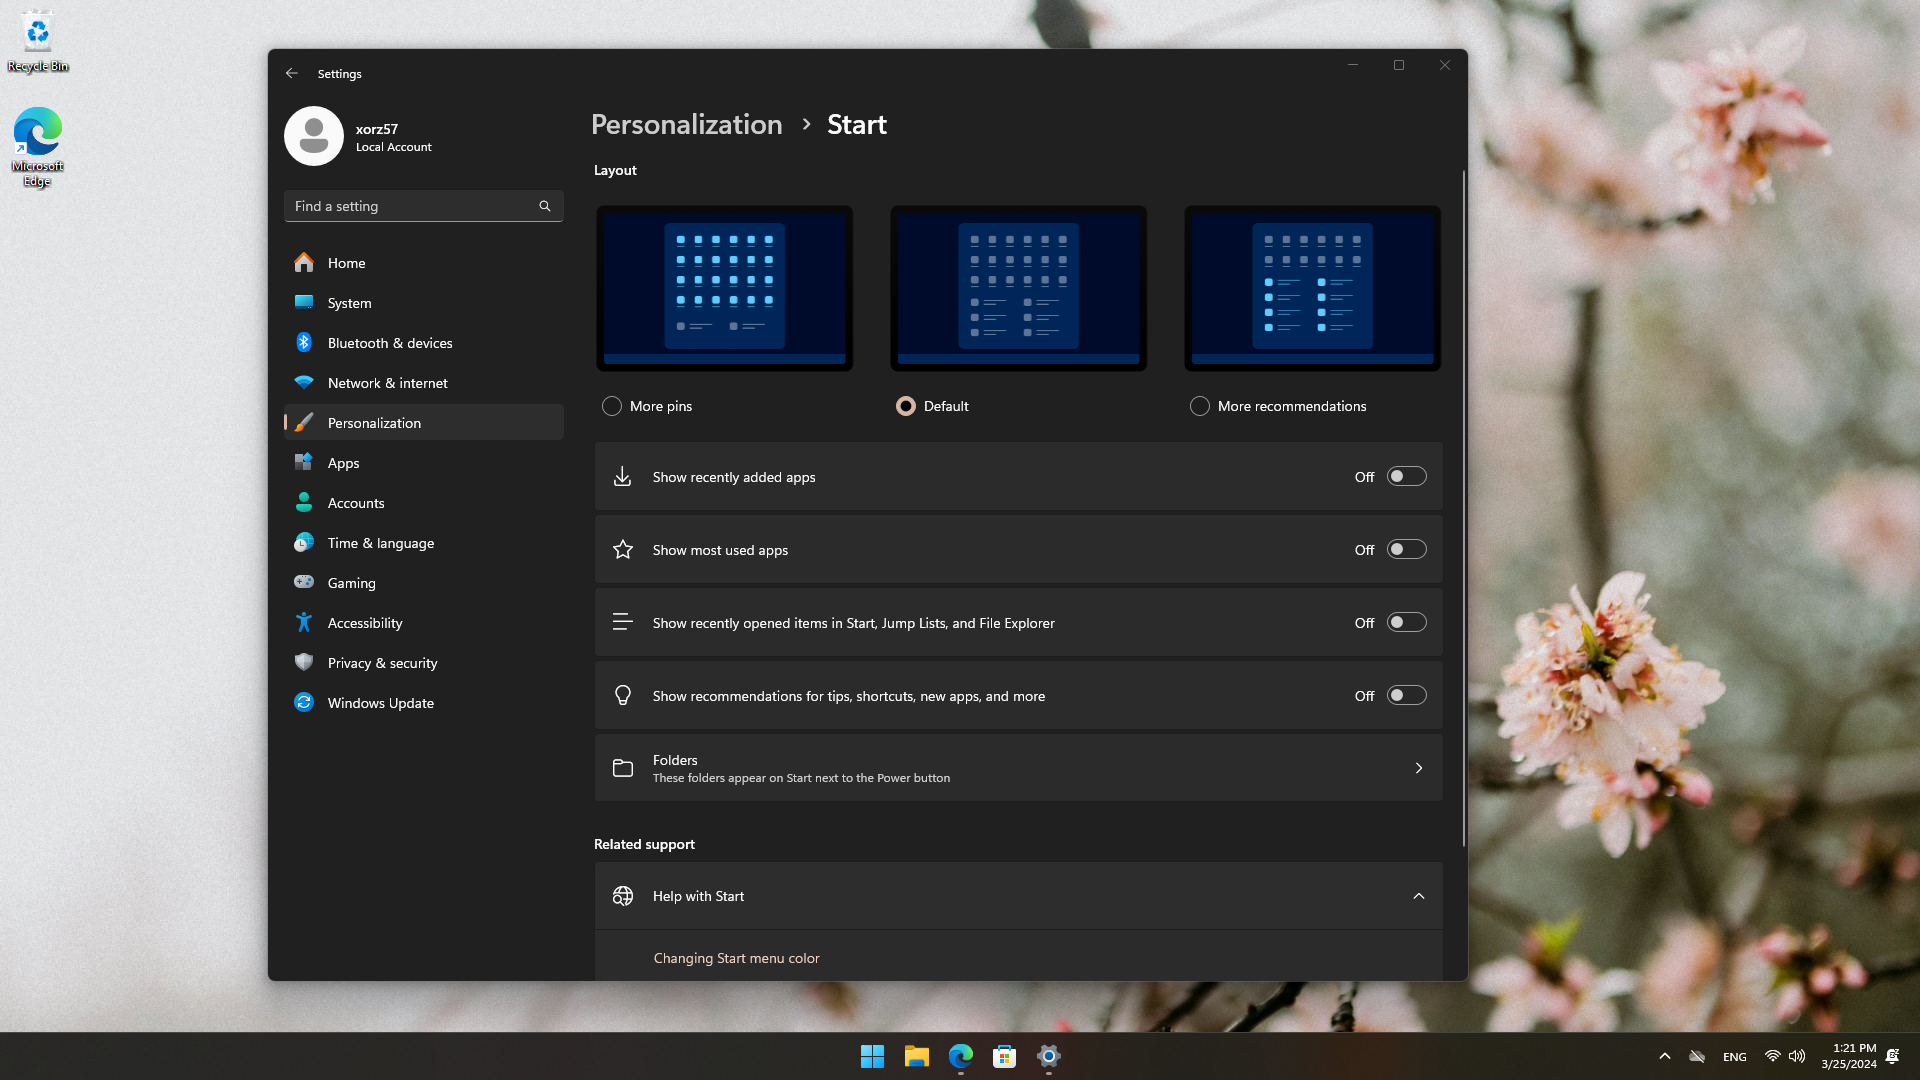 Recycle Bin
Microsoft
Edge
Settings
xorz57
Local Account
Find a setting
Home
System
Bluetooth & devices
Network & internet
Personalization
Apps
Accounts
Time & language
Gaming
Accessibility
Privacy & security
Windows Update
Personalization > Start
Layout
More pins
Default
More recommendations
Show recently added apps Off
Show most used apps Off
Show recently opened items in Start, Jump Lists, and File Explorer Off
Show recommendations for tips, shortcuts, new apps, and more Off
Folders
These folders appear on Start next to the Power button
Related support
Help with Start
Changing Start menu color
ENG
1:21 PM
3/25/2024